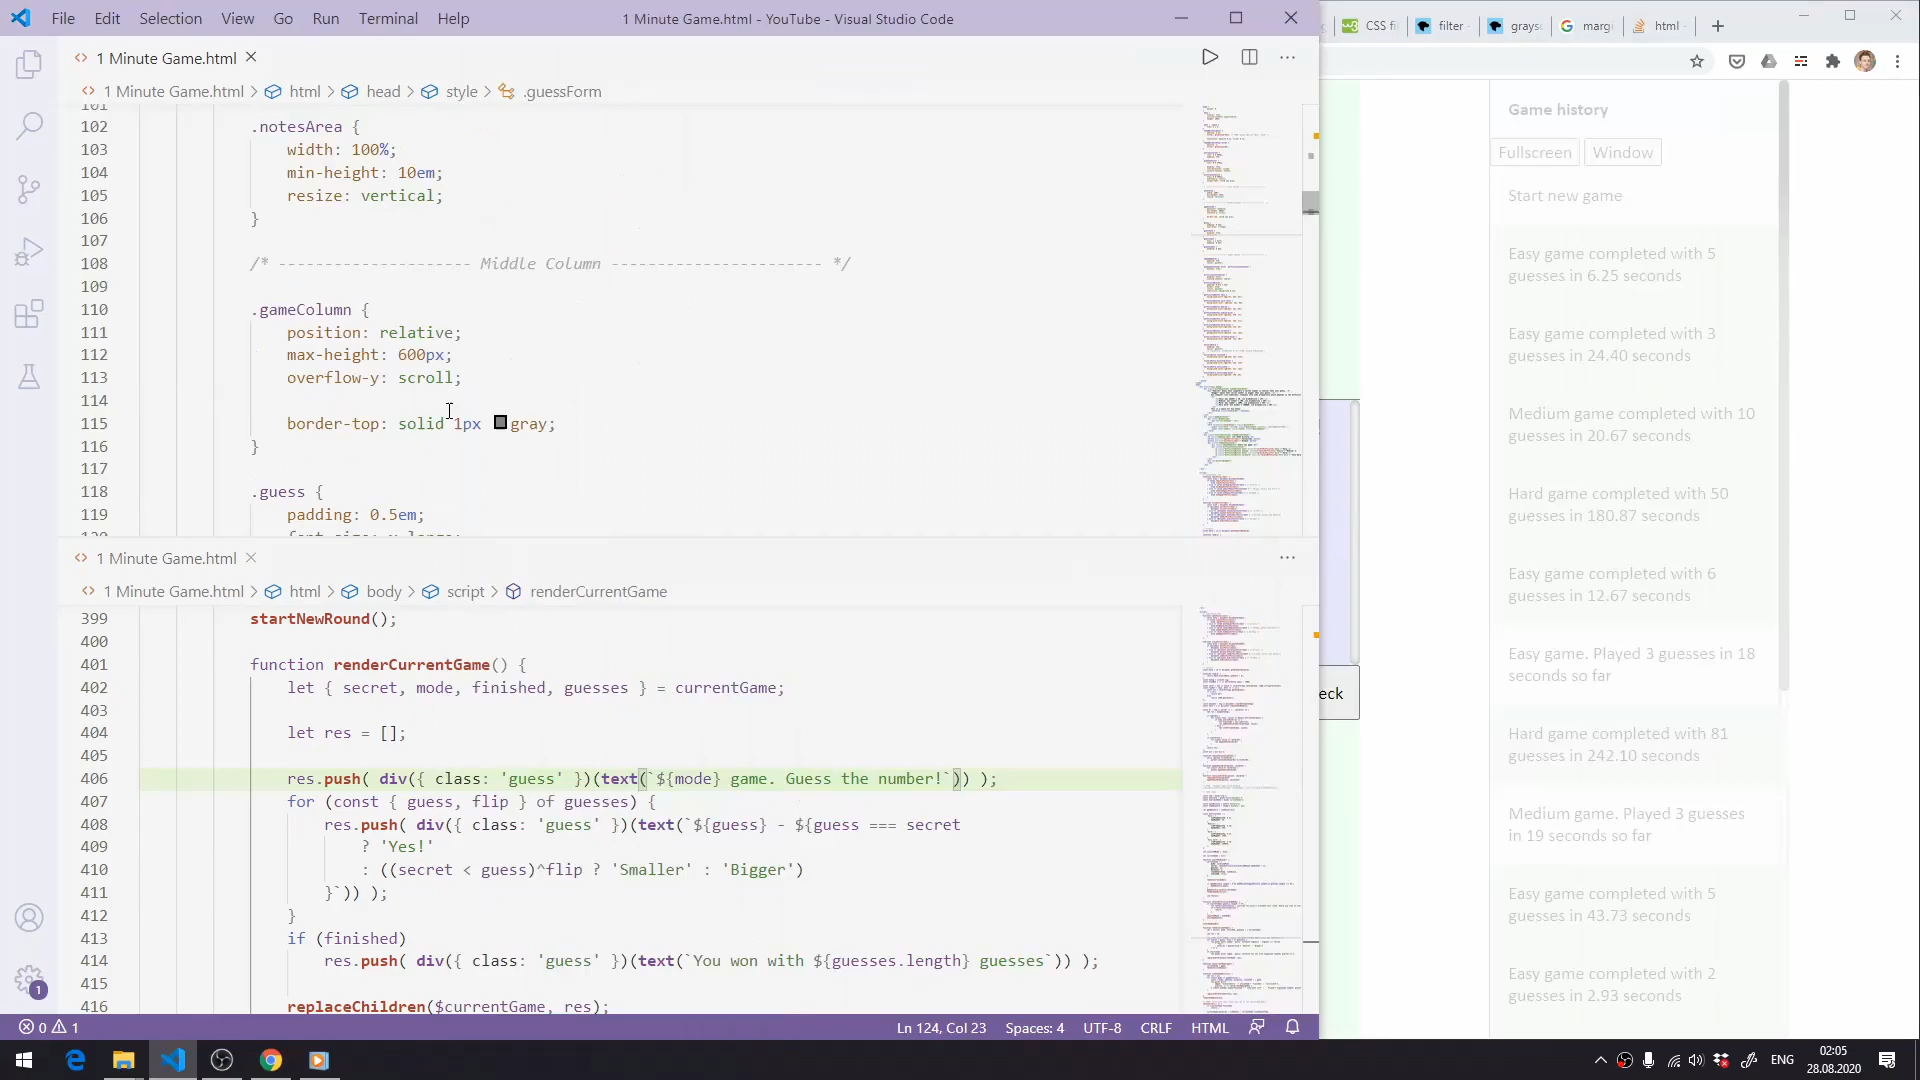 File Edit Selection View Go Run Terminal Help 1 Minute Game.html - YouTube - Visual Studio Code
1 Minute Game.html
1 Minute Game.html > html > head > style > .guessForm
101
102 .notesArea {
103 width: 100%;
104 min-height: 10em;
105 resize: vertical;
106 }
107
108 /* --------------------- Middle Column ----------------------- */
109
110 .gameColumn {
111 position: relative;
112 max-height: 600px;
113 overflow-y: scroll;
114
115 border-top: solid 1px gray;
116 }
117
118 .guess {
119 padding: 0.5em;
1 Minute Game.html
1 Minute Game.html > html > body > script > renderCurrentGame
399 startNewRound();
400
401 function renderCurrentGame() {
402 let { secret, mode, finished, guesses } = currentGame;
403
404 let res = [];
405
406 res.push( div({ class: 'guess' })(text(`${mode} game. Guess the number!`)) );
407 for (const { guess, flip } of guesses) {
408 res.push( div({ class: 'guess' })(text(`${guess} - ${guess === secret
409 ? 'Yes!'
410 : ((secret < guess)^flip ? 'Smaller' : 'Bigger')
411 }`)) );
412 }
413 if (finished)
414 res.push( div({ class: 'guess' })(text(`You won with ${guesses.length} guesses`)) );
415
416 replaceChildren($currentGame, res);
0 1 Ln 124, Col 23 Spaces: 4 UTF-8 CRLF HTML
1
CSS fi filter grays marg html
Game history
Fullscreen Window
Start new game
Easy game completed with 5
guesses in 6.25 seconds
Easy game completed with 3
guesses in 24.40 seconds
Medium game completed with 10
guesses in 20.67 seconds
Hard game completed with 50
guesses in 180.87 seconds
Easy game completed with 6
guesses in 12.67 seconds
Easy game. Played 3 guesses in 18
seconds so far
eck
Hard game completed with 81
guesses in 242.10 seconds
Medium game. Played 3 guesses
in 19 seconds so far
Easy game completed with 5
guesses in 43.73 seconds
Easy game completed with 2
guesses in 2.93 seconds
ENG
02:05
28.08.2020